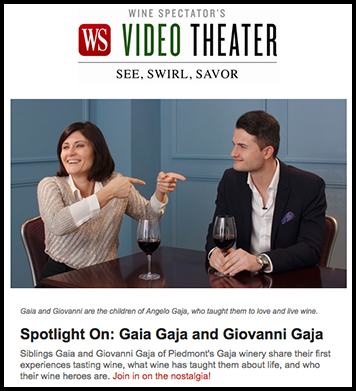 WINE SPECTATOR'S
WS VIDEO THEATER
SEE, SWIRL, SAVOR
Gaia and Giovanni are the children of Angelo Gaja, who taught them to love and live wine.
Spotlight On: Gaia Gaja and Giovanni Gaja
Siblings Gaia and Giovanni Gaja of Piedmont's Gaja winery share their first
experiences tasting wine, what wine has taught them about life, and who
their wine heroes are. Join in on the nostalgia!